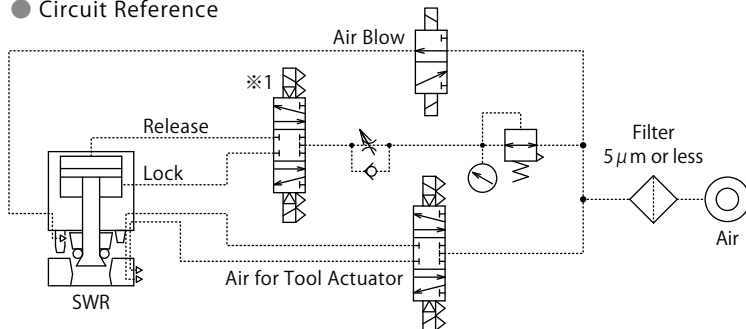 ● Circuit Reference
Air Blow
※1
Release
Lock
Filter
5μm or less
Air
Air for Tool Actuator
SWR